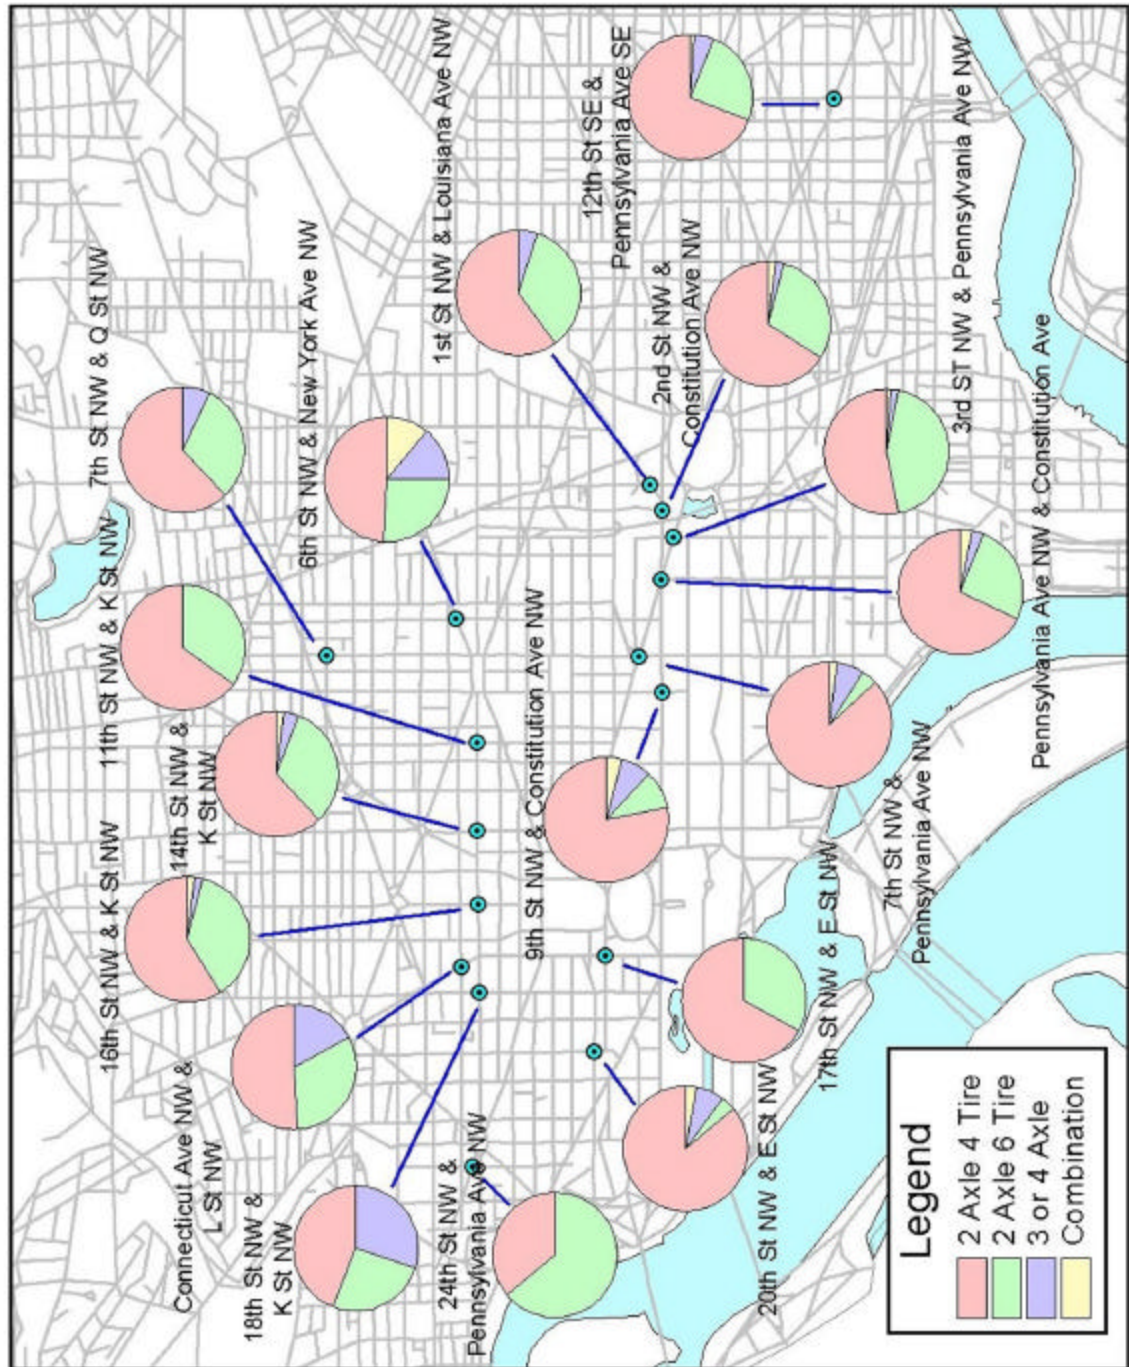 Connecticut Ave NW &
L St NW
16th St NW & K St NW
14th St NW &
K St NW
11th St NW & K St NW
7th St NW & Q St NW
18th St NW &
K St NW
6th St NW & New York Ave NW
24th St NW &
Pennsylvania Ave NW
1st St NW & Louisiana Ave NW
9th St NW & Constitution Ave NW
12th St SE &
Pennsylvania Ave SE
2nd St NW &
Constitution Ave NW
20th St NW & E St NW
17th St NW & E St NW
7th St NW &
Pennsylvania Ave NW
3rd ST NW & Pennsylvania Ave NW
Pennsylvania Ave NW & Constitution Ave
Legend
2 Axle 4 Tire
2 Axle 6 Tire
3 or 4 Axle
Combination